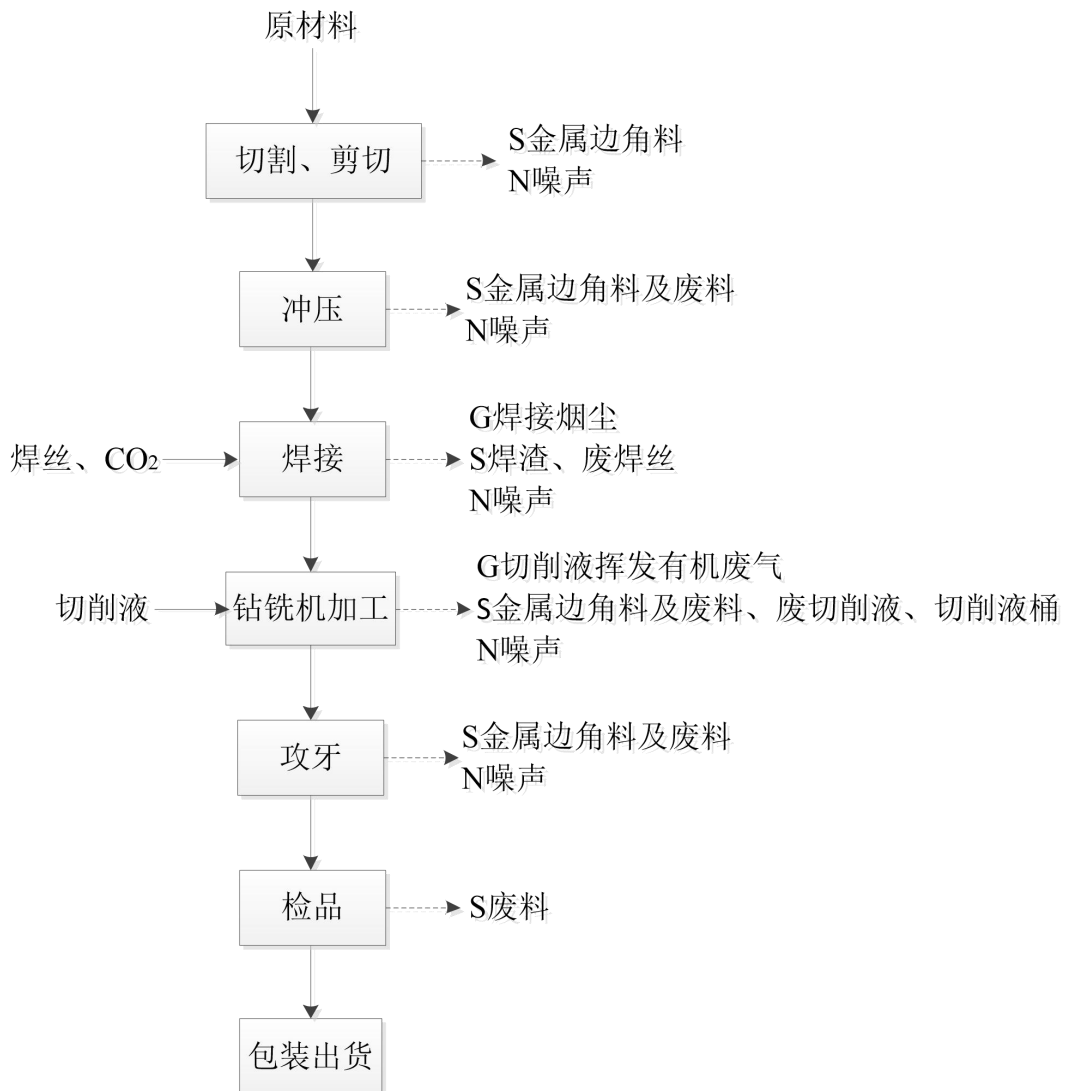 原材料
切割、剪切
S金属边角料
N噪声
冲压
S金属边角料及废料
N噪声
焊丝、CO₂
焊接
G焊接烟尘
S焊渣、废焊丝
N噪声
切削液
钻铣机加工
G切削液挥发有机废气
S金属边角料及废料、废切削液、切削液桶
N噪声
攻牙
S金属边角料及废料
N噪声
检品
S废料
包装出货